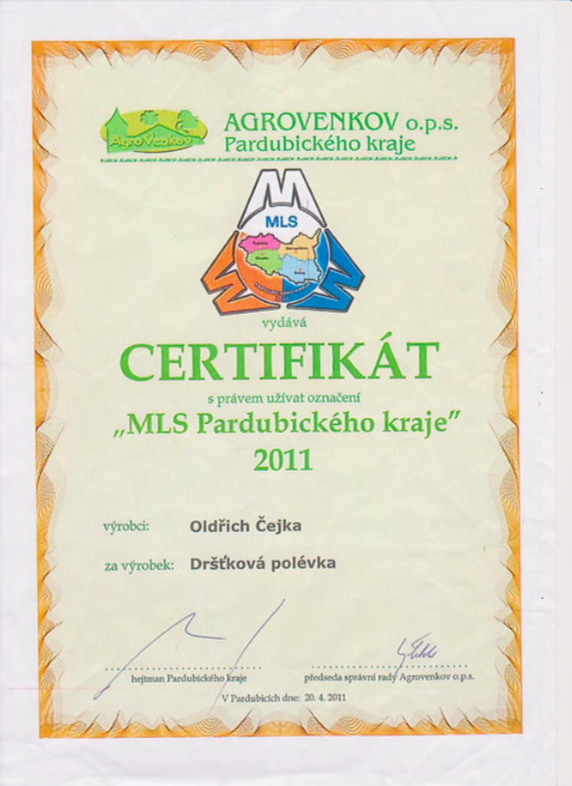 AgroVenkov
AGROVENKOV o.p.s.
Pardubického kraje
MLS
vydává
CERTIFIKÁT
s právem užívat označení
„MLS Pardubického kraje”
2011
výrobci: Oldřich Čejka
za výrobek: Dršťková polévka
hejtman Pardubického kraje
předseda správní rady Agrovenkov o.p.s.
V Pardubicích dne: 20. 4. 2011